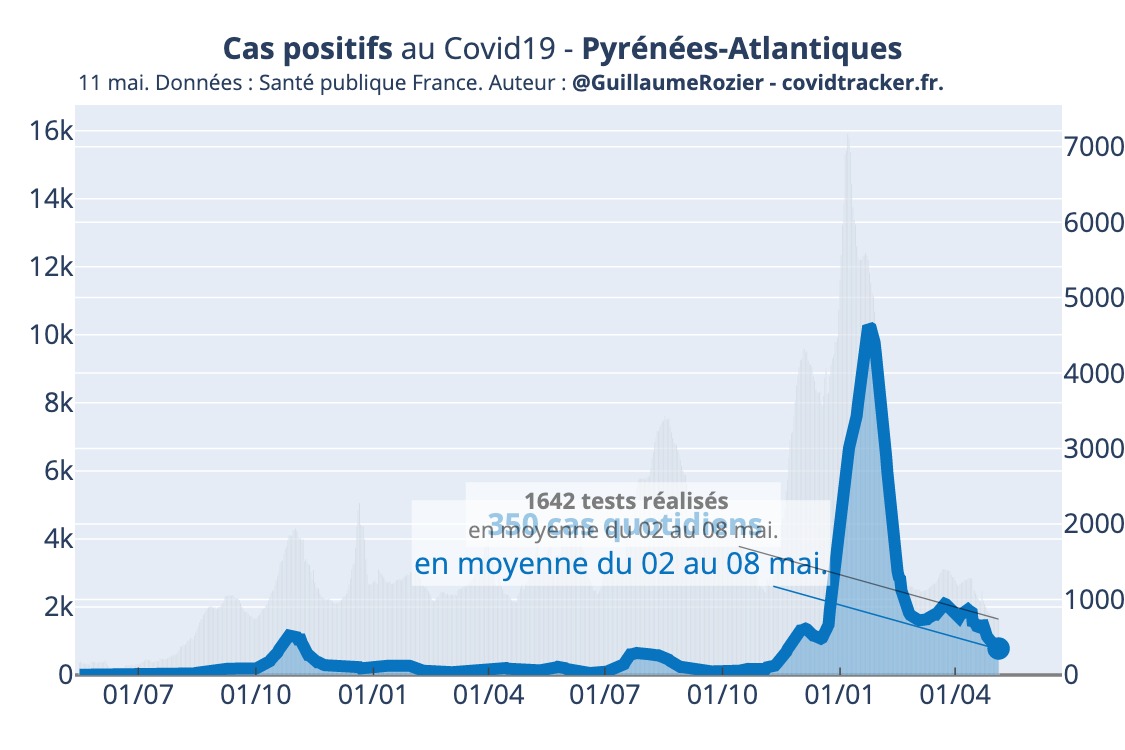 Cas positifs au Covid19 - Pyrénées-Atlantiques
11 mai. Données : Santé publique France. Auteur : @GuillaumeRozier - covidtracker.fr.
16k
14k
12k
10k
8k
6k
4k
2k
0
7000
6000
5000
4000
3000
2000
1000
0
1642 tests réalisés
en moyenne du 02 au 08 mai.
350 cas quotidiens
en moyenne du 02 au 08 mai.
01/07
01/10
01/01
01/04
01/07
01/10
01/01
01/04